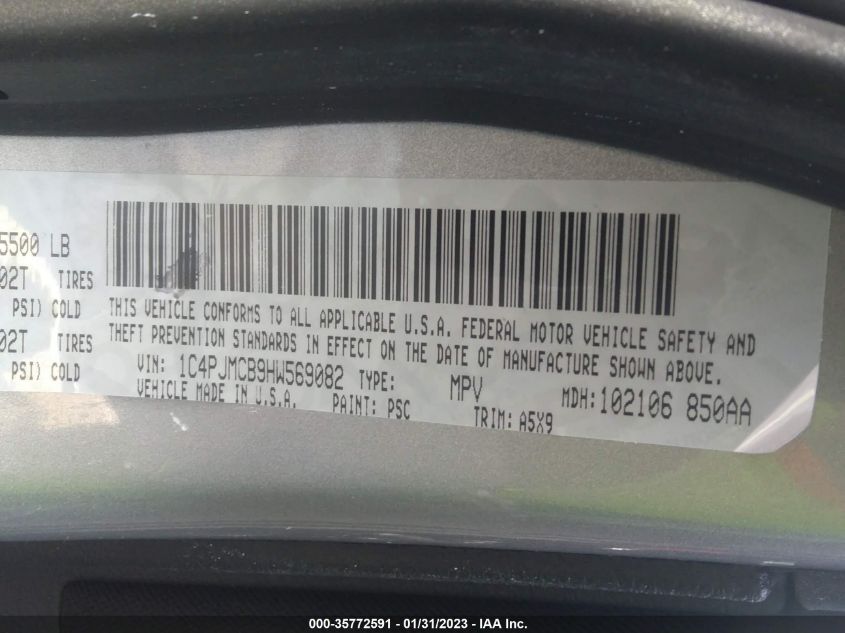 5500 LB
02T TIRES
PSI) COLD
02T TIRES
PSI) COLD
THIS VEHICLE CONFORMS TO ALL APPLICABLE U.S.A. FEDERAL MOTOR VEHICLE SAFETY AND
THEFT PREVENTION STANDARDS IN EFFECT ON THE DATE OF MANUFACTURE SHOWN ABOVE.
VIN: 1C4PJMCB9HW569082 TYPE: MPV MDH:102106 850AA
VEHICLE MADE IN U.S.A. PAINT: PSC TRIM: A5X9
000-35772591 - 01/31/2023 - IAA Inc.